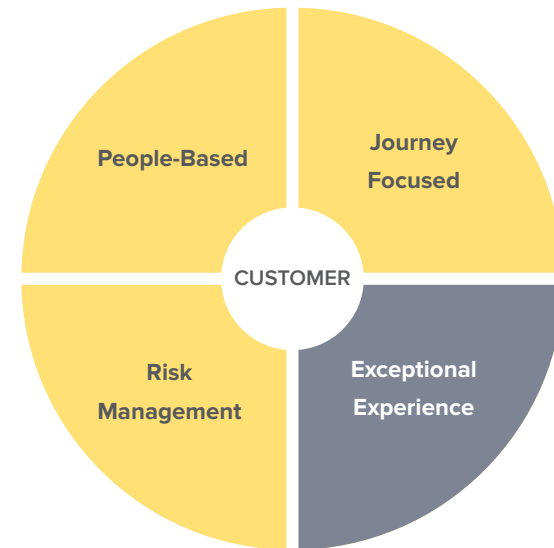 People-Based
Journey
Focused
CUSTOMER
Risk
Management
Exceptional
Experience